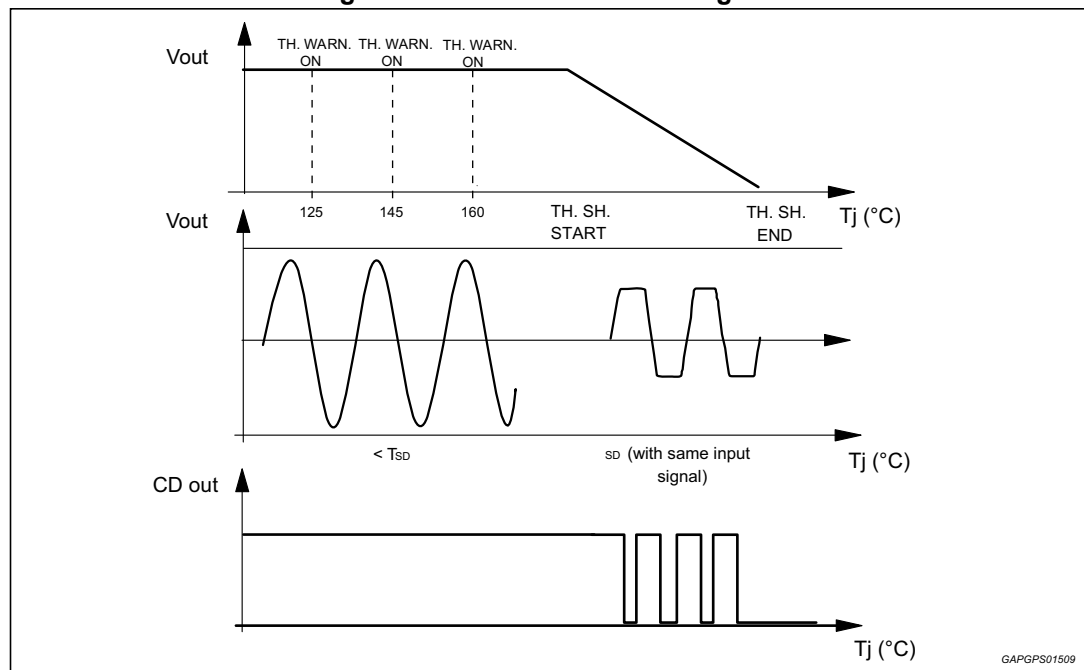 Vout
TH. WARN. TH. WARN. TH. WARN.
ON ON ON
125 145 160 TH. SH. START TH. SH. END Tj (°C)
Vout
< TSD SD (with same input signal) Tj (°C)
CD out
Tj (°C)
GAPGPS01509